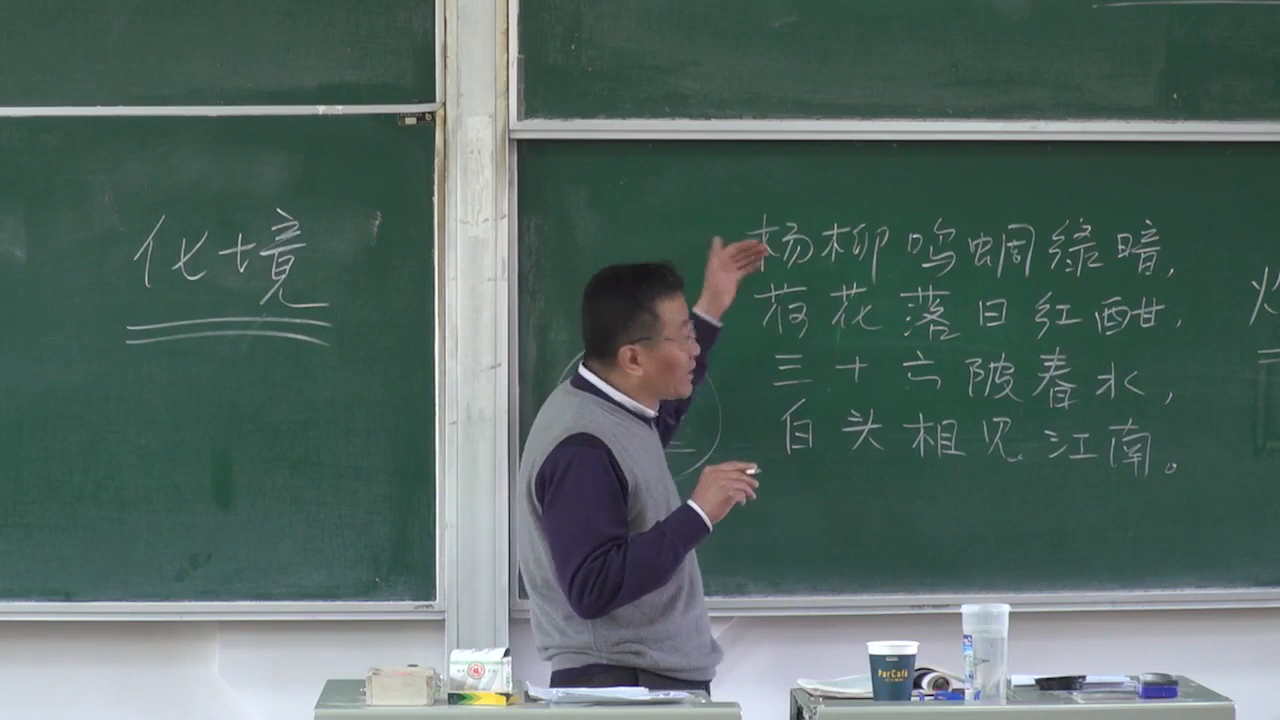 化境
杨柳鸣蜩绿暗,
荷花落日红酣.
三十六陂春水,
白头相见江南。
ParCafé